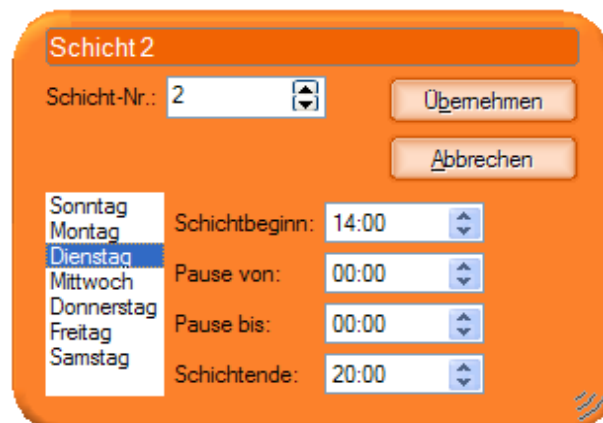 Schicht 2
Schicht-Nr.: 2
Übernehmen
Abbrechen
Sonntag
Montag
Dienstag
Mittwoch
Donnerstag
Freitag
Samstag
Schichtbeginn: 14:00
Pause von: 00:00
Pause bis: 00:00
Schichtende: 20:00